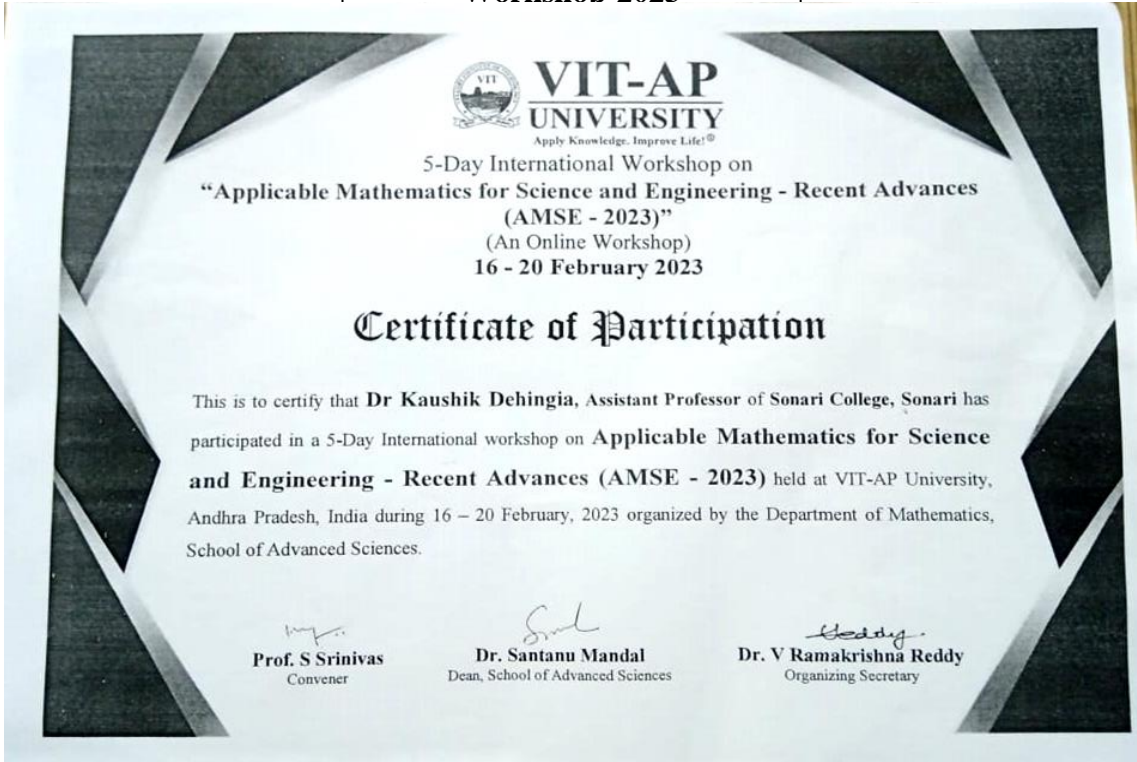 Workshop 2023
VIT
VIT-AP
UNIVERSITY
Apply Knowledge. Improve Life!®
5-Day International Workshop on
“Applicable Mathematics for Science and Engineering - Recent Advances
(AMSE - 2023)”
(An Online Workshop)
16 - 20 February 2023
Certificate of Participation
This is to certify that Dr Kaushik Dehingia, Assistant Professor of Sonari College, Sonari has
participated in a 5-Day International workshop on Applicable Mathematics for Science
and Engineering - Recent Advances (AMSE - 2023) held at VIT-AP University,
Andhra Pradesh, India during 16 – 20 February, 2023 organized by the Department of Mathematics,
School of Advanced Sciences.
Reddy
Prof. S Srinivas
Convener
Dr. Santanu Mandal
Dean, School of Advanced Sciences
Dr. V Ramakrishna Reddy
Organizing Secretary